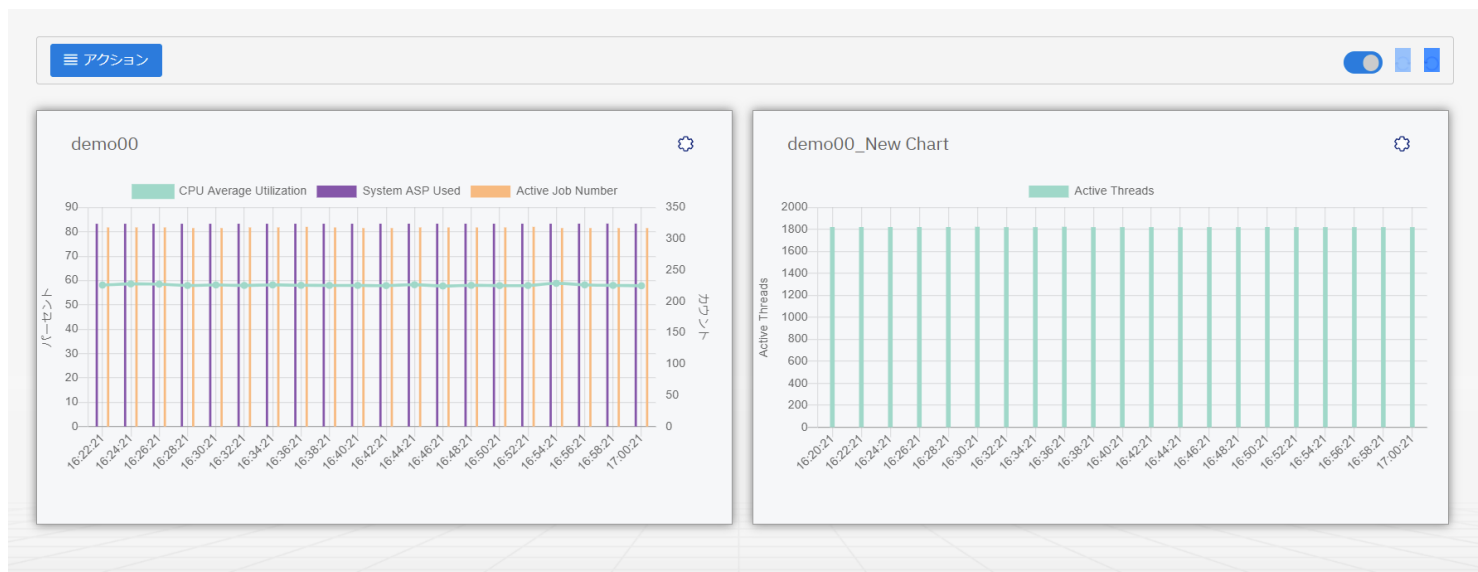 アクション
demo00
CPU Average Utilization System ASP Used Active Job Number
90
80
70
60
50
40
30
20
10
0
パーセント
350
300
250
200
150
100
50
0
カウント
16:22:21 16:24:21 16:26:21 16:28:21 16:30:21 16:32:21 16:34:21 16:36:21 16:38:21 16:40:21 16:42:21 16:44:21 16:46:21 16:48:21 16:50:21 16:52:21 16:54:21 16:56:21 16:58:21 17:00:21
demo00_New Chart
Active Threads
2000
1800
1600
1400
1200
1000
800
600
400
200
0
Active Threads
16:20:21 16:22:21 16:24:21 16:26:21 16:28:21 16:30:21 16:32:21 16:34:21 16:36:21 16:38:21 16:40:21 16:42:21 16:44:21 16:46:21 16:48:21 16:50:21 16:52:21 16:54:21 16:56:21 16:58:21 17:00:21